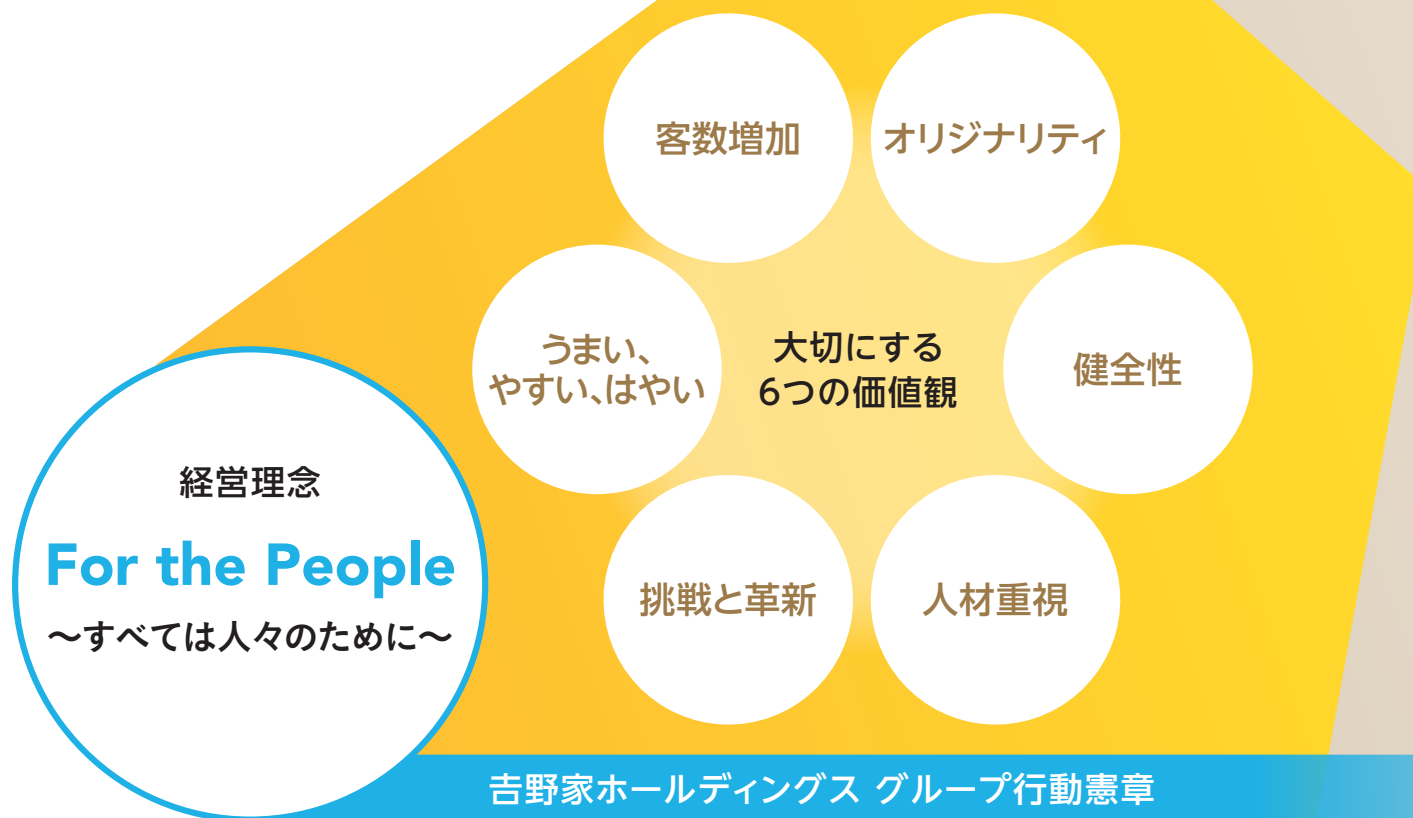 客数増加
オリジナリティ
うまい、
やすい、はやい
大切にする
6つの価値観
健全性
挑戦と革新
人材重視
経営理念
For the People
～すべては人々のために～
𠮷野家ホールディングス グループ行動憲章